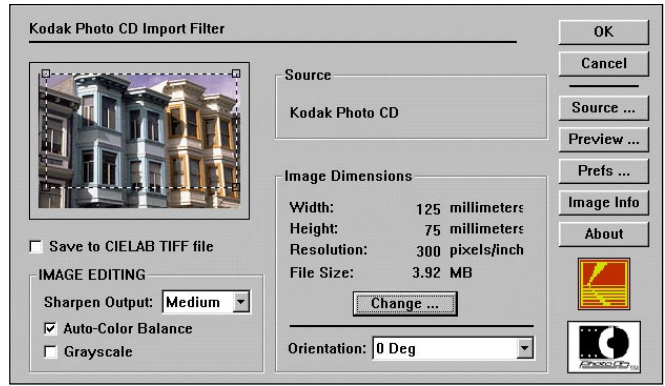 Kodak Photo CD Import Filter
OK
Cancel
Source ...
Preview ...
Prefs ...
Image Info
About
Source
Kodak Photo CD
Image Dimensions
Width: 125 millimeters
Height: 75 millimeters
Resolution: 300 pixels/inch
File Size: 3.92 MB
Change ...
Orientation: 0 Deg
Save to CIELAB TIFF file
IMAGE EDITING
Sharpen Output: Medium
Auto-Color Balance
Grayscale
Photo CD